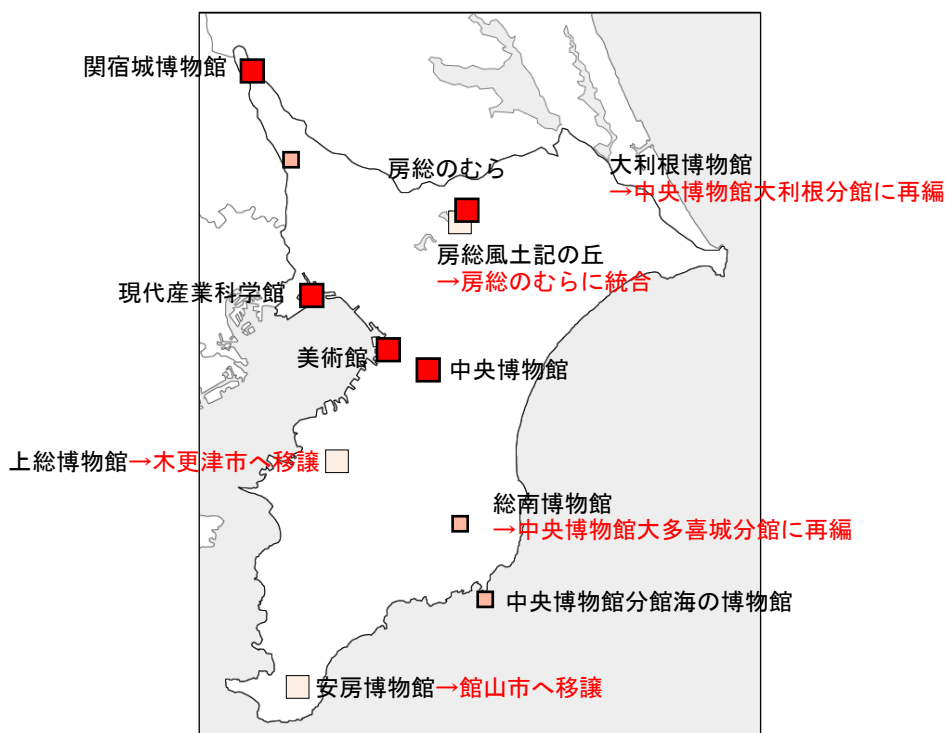 関宿城博物館
房総のむら
大利根博物館
→中央博物館大利根分館に再編
房総風土記の丘
→房総のむらに統合
現代産業科学館
美術館
中央博物館
上総博物館→木更津市へ移譲
総南博物館
→中央博物館大多喜城分館に再編
中央博物館分館海の博物館
安房博物館→館山市へ移譲